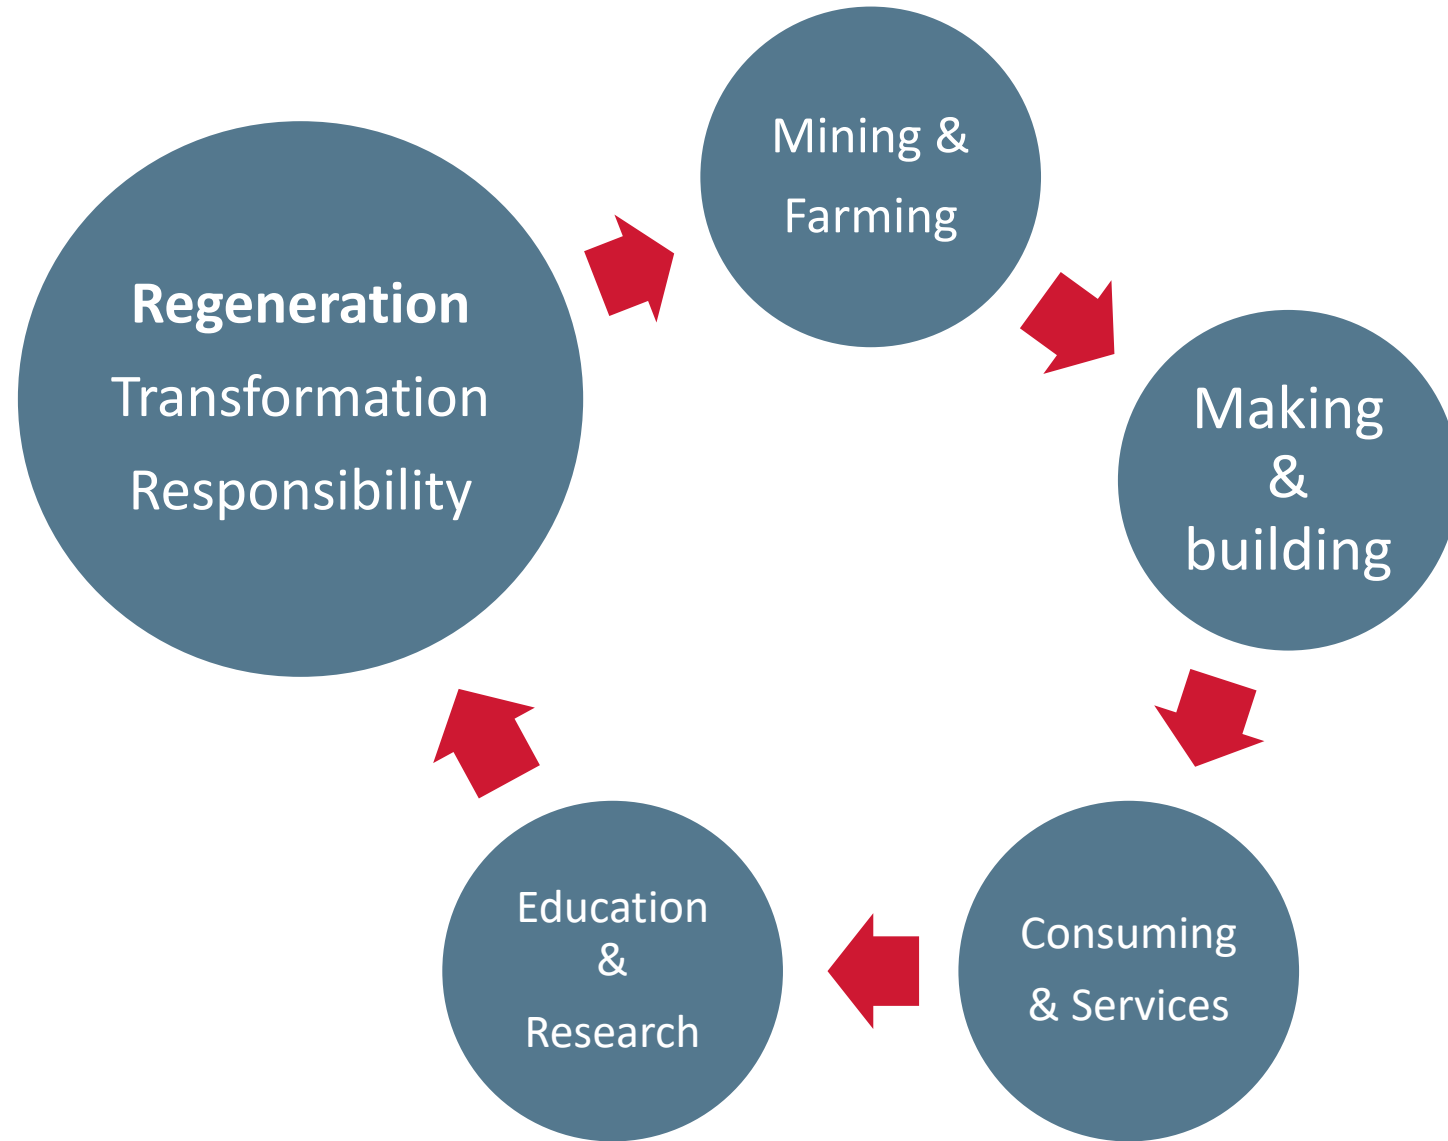 Mining &
Farming
Making
&
building
Consuming
& Services
Education
&
Research
Regeneration
Transformation
Responsibility